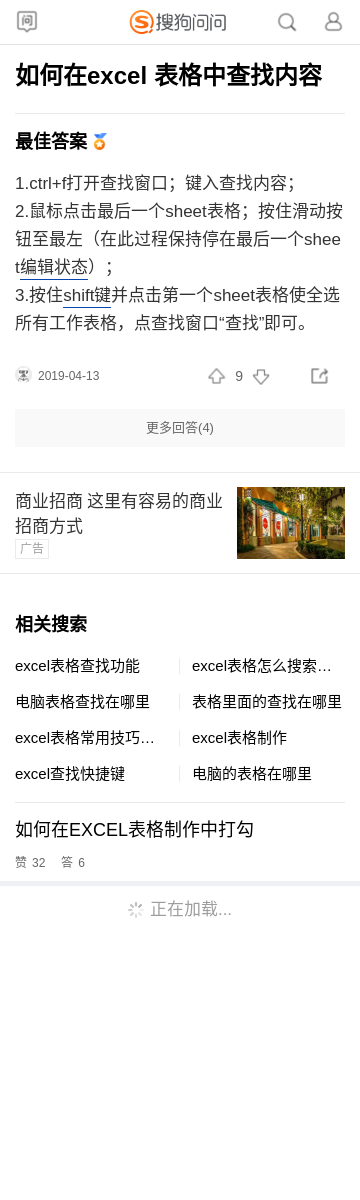 问
搜狗问问
如何在excel 表格中查找内容
最佳答案
1.ctrl+f打开查找窗口；键入查找内容；
2.鼠标点击最后一个sheet表格；按住滑动按
钮至最左（在此过程保持停在最后一个shee
t编辑状态）；
3.按住shift键并点击第一个sheet表格使全选
所有工作表格，点查找窗口“查找”即可。
2019-04-13
9
更多回答(4)
商业招商 这里有容易的商业
招商方式
广告
相关搜索
excel表格查找功能
excel表格怎么搜索…
电脑表格查找在哪里
表格里面的查找在哪里
excel表格常用技巧…
excel表格制作
excel查找快捷键
电脑的表格在哪里
如何在EXCEL表格制作中打勾
赞 32 答 6
正在加载...